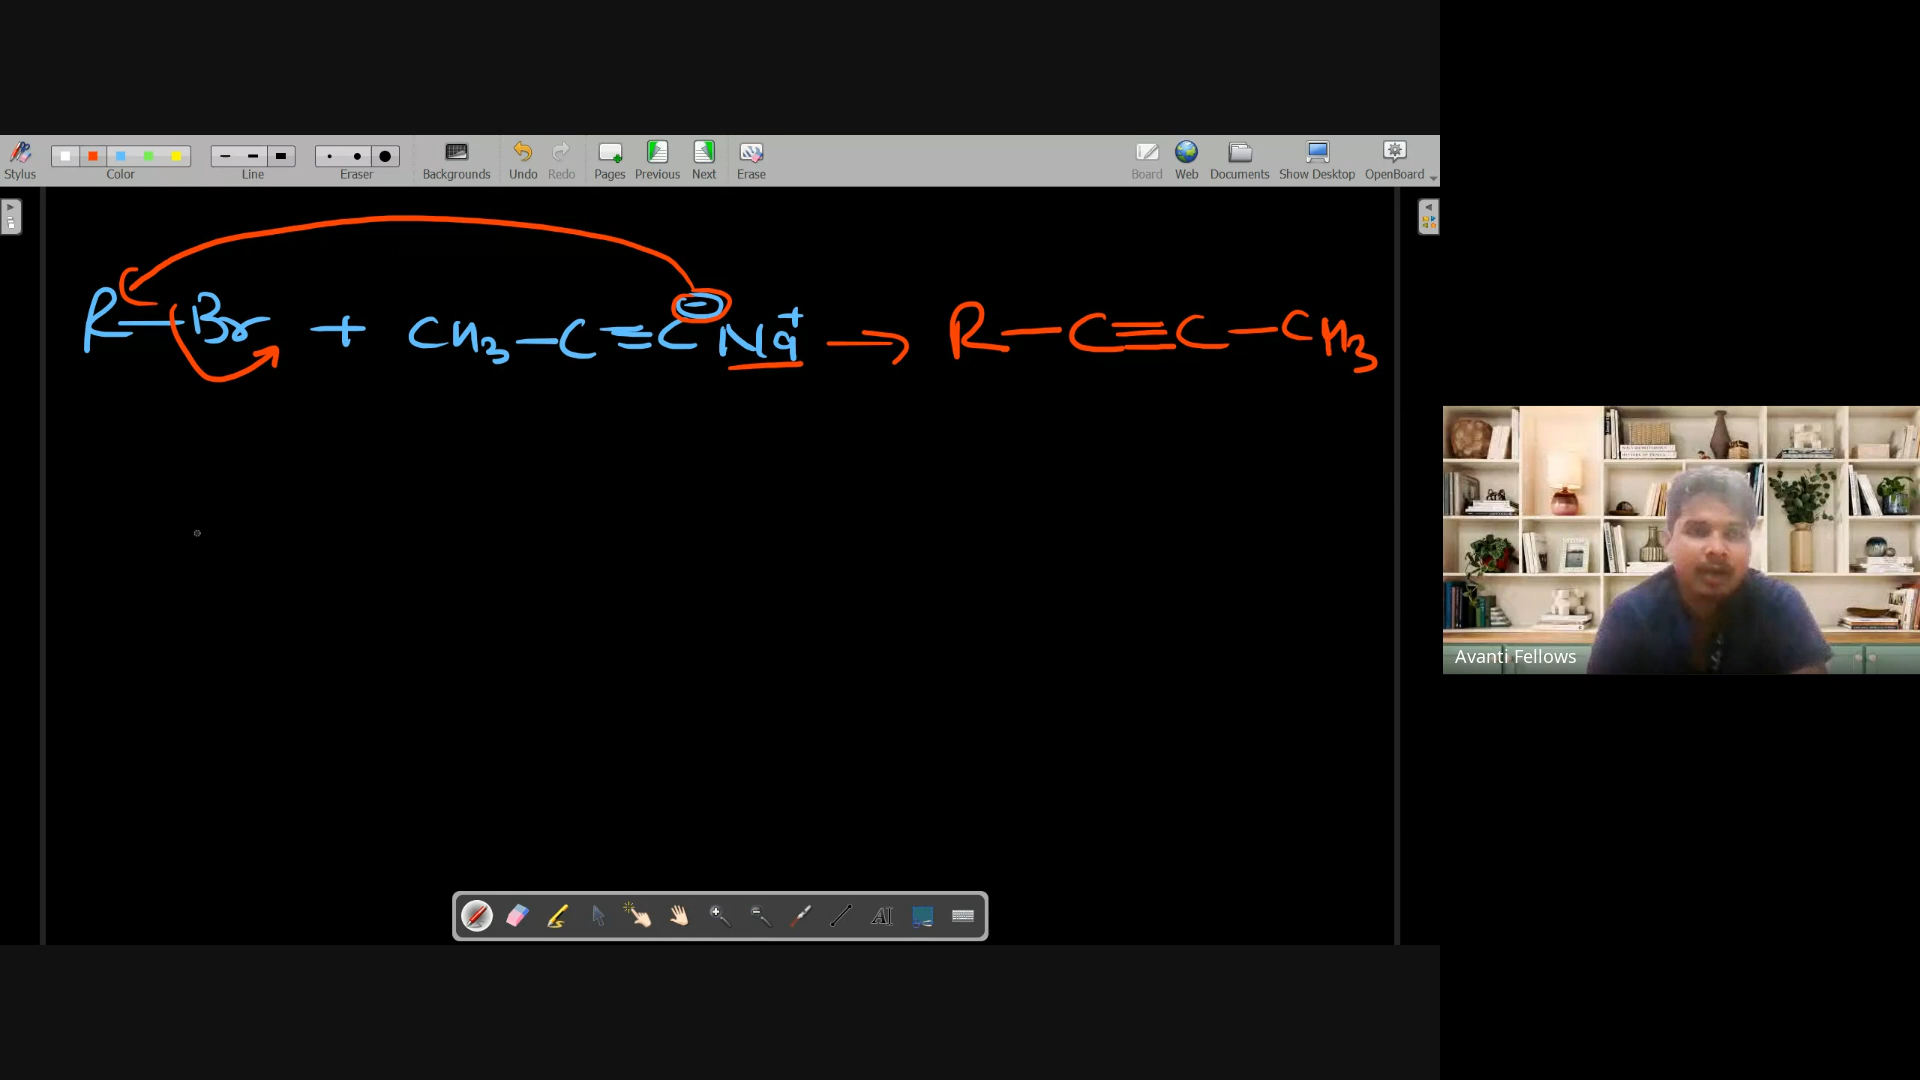 Stylus Color Line Eraser Backgrounds Undo Redo Pages Previous Next Erase Board Web Documents Show Desktop OpenBoard
R—Br + CH₃—C≡C⊖ Na⁺ → R—C≡C—CH₃
Avanti Fellows
AI